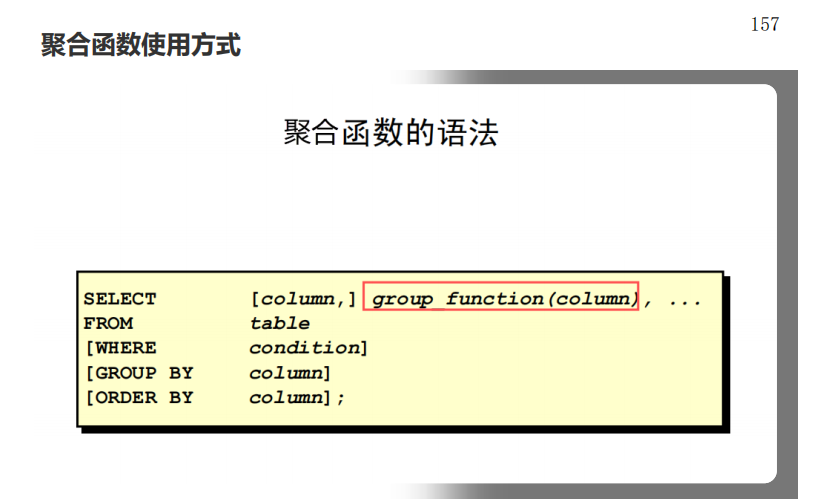 157
聚合函数使用方式
聚合函数的语法
SELECT [column,] group_function(column), ...
FROM table
[WHERE condition]
[GROUP BY column]
[ORDER BY column];